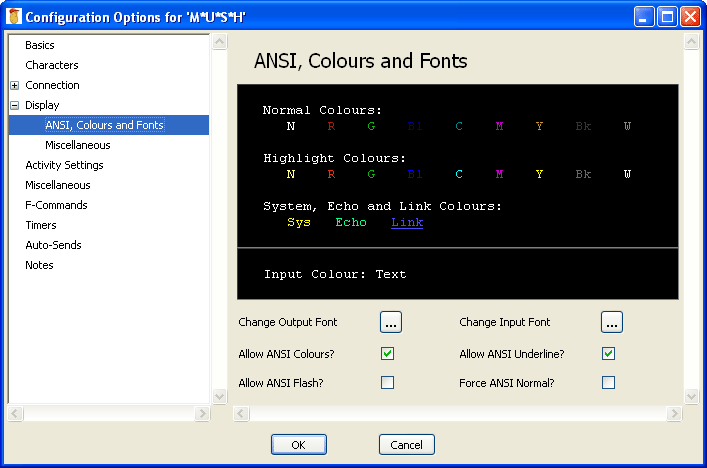 Configuration Options for 'M*U*S*H'
Basics
Characters
Connection
Display
ANSI, Colours and Fonts
Miscellaneous
Activity Settings
Miscellaneous
F-Commands
Timers
Auto-Sends
Notes
ANSI, Colours and Fonts
Normal Colours:
N R G Bl C M Y Bk W
Highlight Colours:
N R G Bl C M Y Bk W
System, Echo and Link Colours:
Sys Echo Link
Input Colour: Text
Change Output Font ... Change Input Font ...
Allow ANSI Colours? Allow ANSI Underline?
Allow ANSI Flash? Force ANSI Normal?
OK Cancel